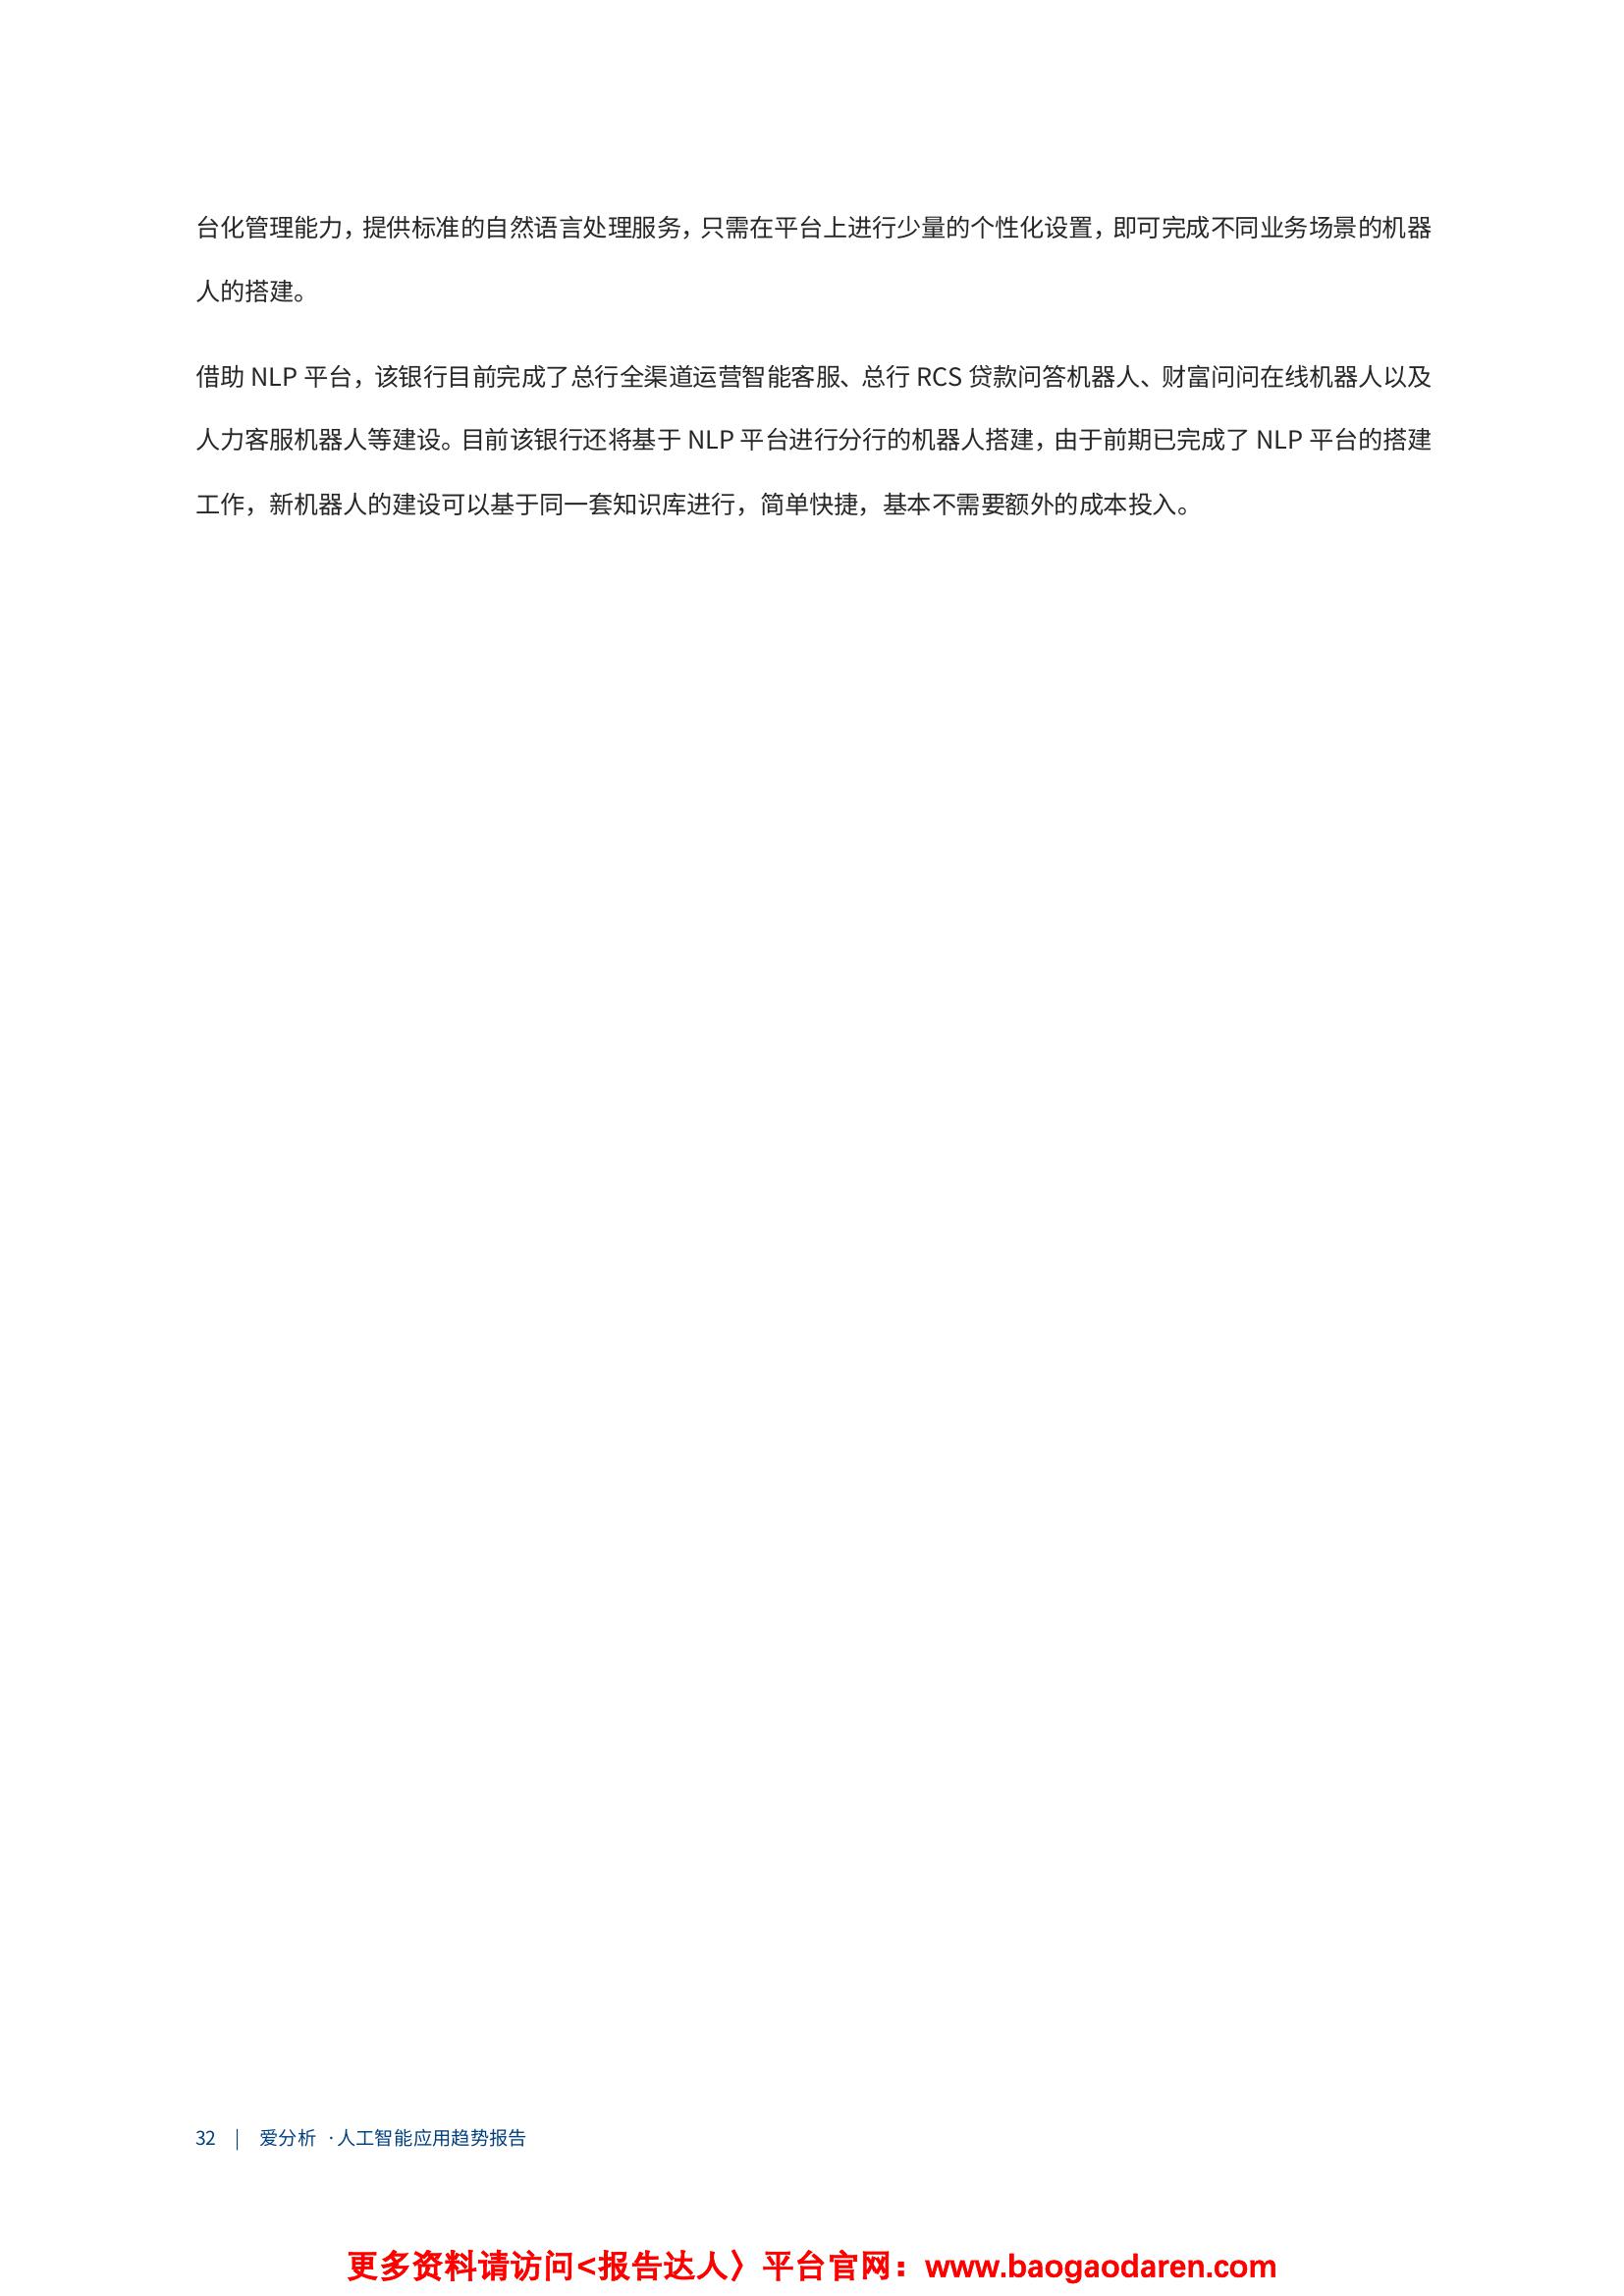 台化管理能力，提供标准的自然语言处理服务，只需在平台上进行少量的个性化设置，即可完成不同业务场景的机器
人的搭建。
借助 NLP 平台，该银行目前完成了总行全渠道运营智能客服、总行 RCS 贷款问答机器人、财富问问在线机器人以及
人力客服机器人等建设。目前该银行还将基于 NLP 平台进行分行的机器人搭建，由于前期已完成了 NLP 平台的搭建
工作，新机器人的建设可以基于同一套知识库进行，简单快捷，基本不需要额外的成本投入。
32 | 爱分析 ·人工智能应用趋势报告
更多资料请访问<报告达人〉平台官网：www.baogaodaren.com